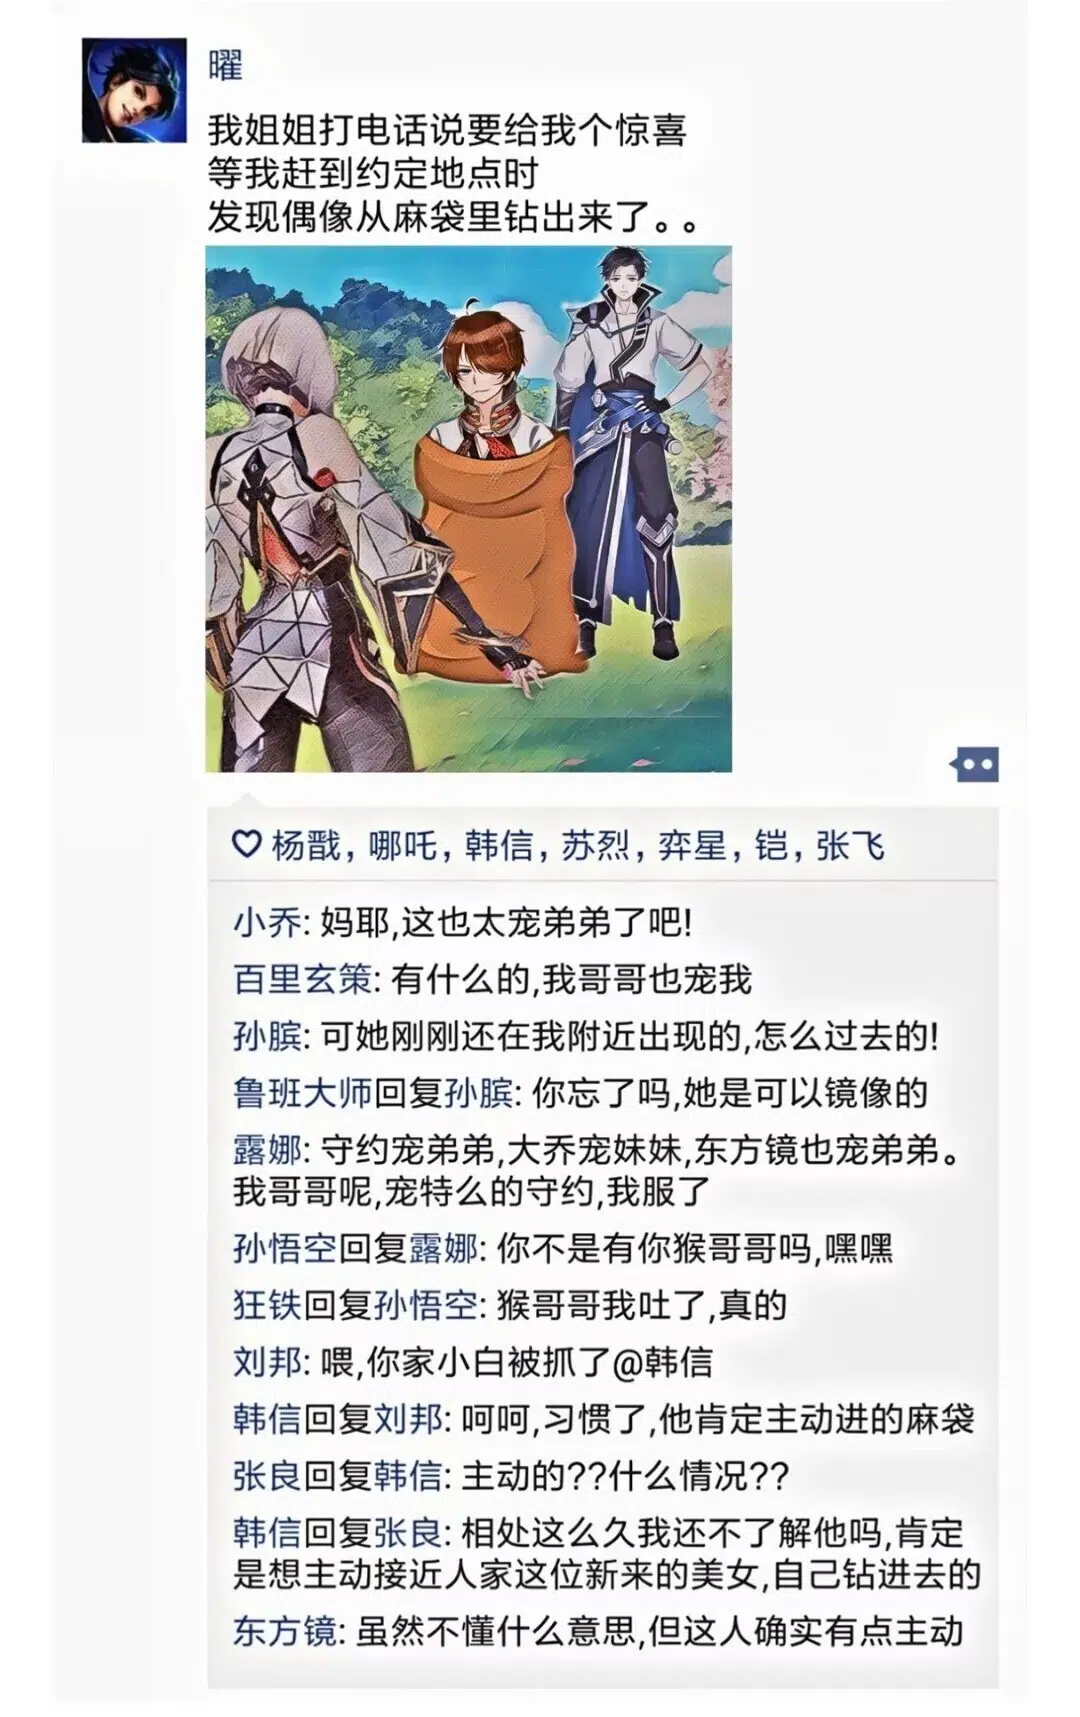 曜
我姐姐打电话说要给我个惊喜
等我赶到约定地点时
发现偶像从麻袋里钻出来了。。
杨戬, 哪吒, 韩信, 苏烈, 弈星, 铠, 张飞
小乔: 妈耶,这也太宠弟弟了吧!
百里玄策: 有什么的,我哥哥也宠我
孙膑: 可她刚刚还在我附近出现的,怎么过去的!
鲁班大师回复孙膑: 你忘了吗,她是可以镜像的
露娜: 守约宠弟弟,大乔宠妹妹,东方镜也宠弟弟。
我哥哥呢,宠特么的守约,我服了
孙悟空回复露娜: 你不是有你猴哥哥吗,嘿嘿
狂铁回复孙悟空: 猴哥哥我吐了,真的
刘邦: 喂,你家小白被抓了@韩信
韩信回复刘邦: 呵呵,习惯了,他肯定主动进的麻袋
张良回复韩信: 主动的??什么情况??
韩信回复张良: 相处这么久我还不了解他吗,肯定
是想主动接近人家这位新来的美女,自己钻进去的
东方镜: 虽然不懂什么意思,但这人确实有点主动